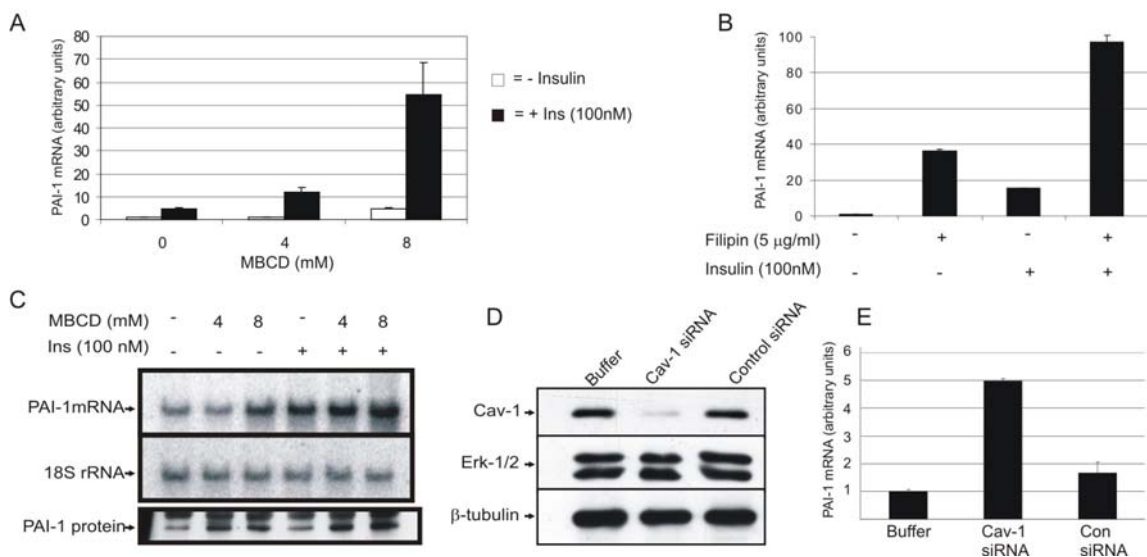 A
PAI-1 mRNA (arbitrary units)
80
70
60
50
40
30
20
10
0
0 4 8
MBCD (mM)
= - Insulin
= + Ins (100nM)
B
PAI-1 mRNA (arbitrary units)
100
80
60
40
20
0
Filipin (5 μg/ml) - + - +
Insulin (100nM) - - + +
C
MBCD (mM) - 4 8 - 4 8
Ins (100 nM) - - - + + +
PAI-1mRNA
18S rRNA
PAI-1 protein
D
Buffer
Cav-1 siRNA
Control siRNA
Cav-1
Erk-1/2
β-tubulin
E
PAI-1 mRNA (arbitrary units)
6
5
4
3
2
1
Buffer Cav-1 siRNA Con siRNA